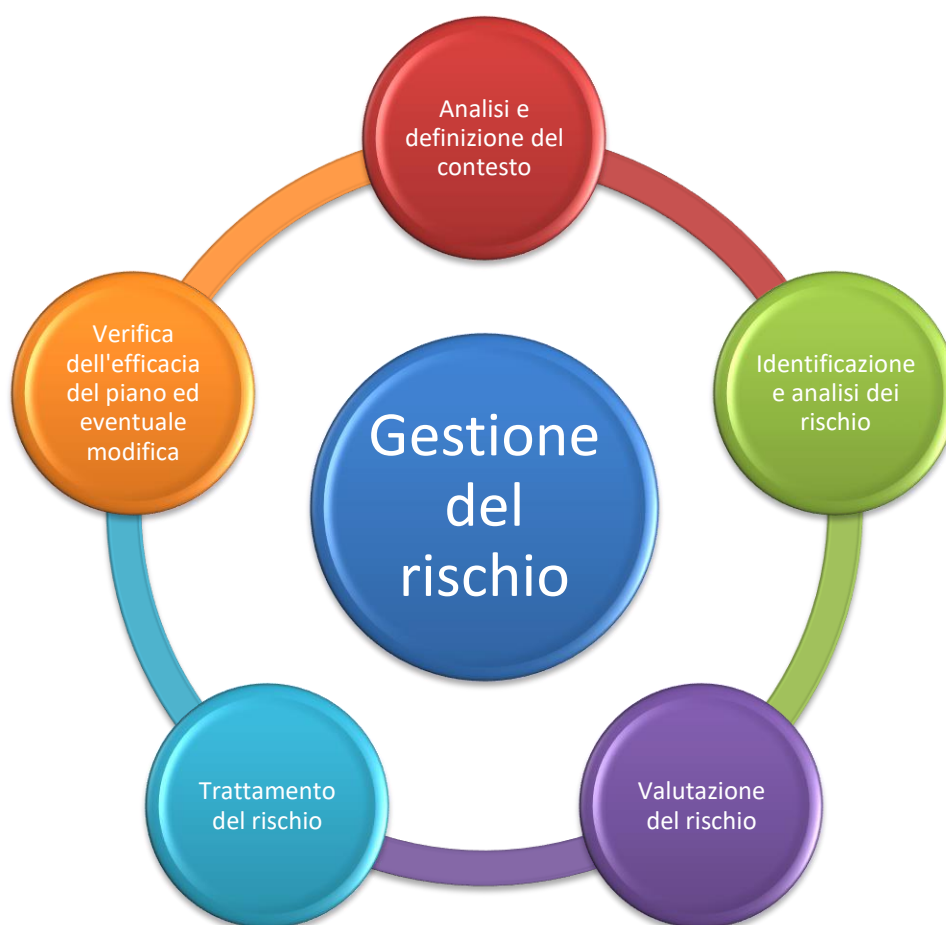 Analisi e
definizione del
contesto
Identificazione
e analisi dei
rischio
Valutazione
del rischio
Trattamento
del rischio
Verifica
dell'efficacia
del piano ed
eventuale
modifica
Gestione
del
rischio